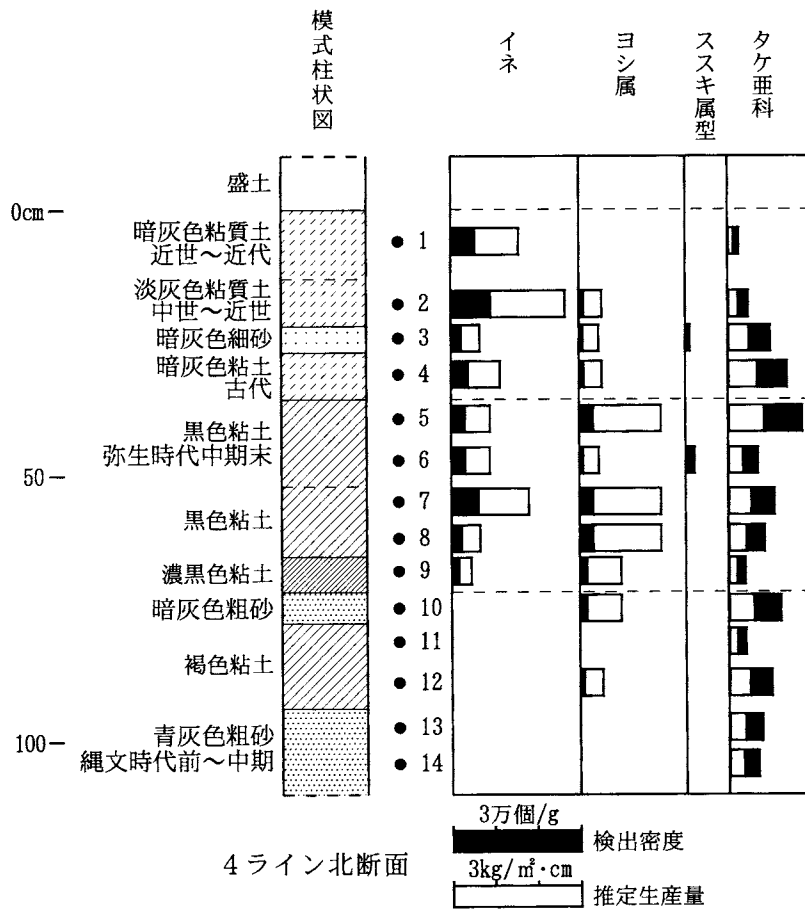 模式柱状図
イネ
ヨシ属
ススキ属型
タケ亜科
盛土
0cm
暗灰色粘質土
近世～近代
1
淡灰色粘質土
中世～近世
2
暗灰色細砂
3
暗灰色粘土
古代
4
黒色粘土
5
弥生時代中期末
6
50
7
黒色粘土
8
濃黒色粘土
9
暗灰色粗砂
10
11
褐色粘土
12
青灰色粗砂
13
100
縄文時代前～中期
14
3万個/g
検出密度
4ライン北断面
3kg/㎡·cm
推定生産量